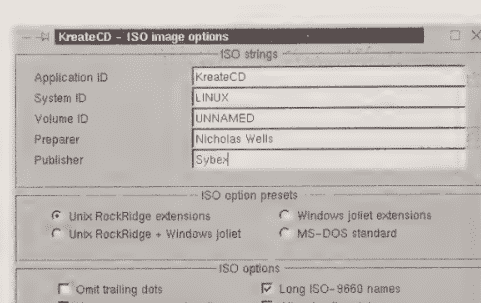 KreateCD - ISO image options
ISO strings
Application ID KreateCD
System ID LINUX
Volume ID UNNAMED
Preparer Nicholas Wells
Publisher Sybex
ISO option presets
Unix RockRidge extensions Windows joliet extensions
Unix RockRidge + Windows joliet MS-DOS standard
ISO options
Omit trailing dots Long ISO-9660 names